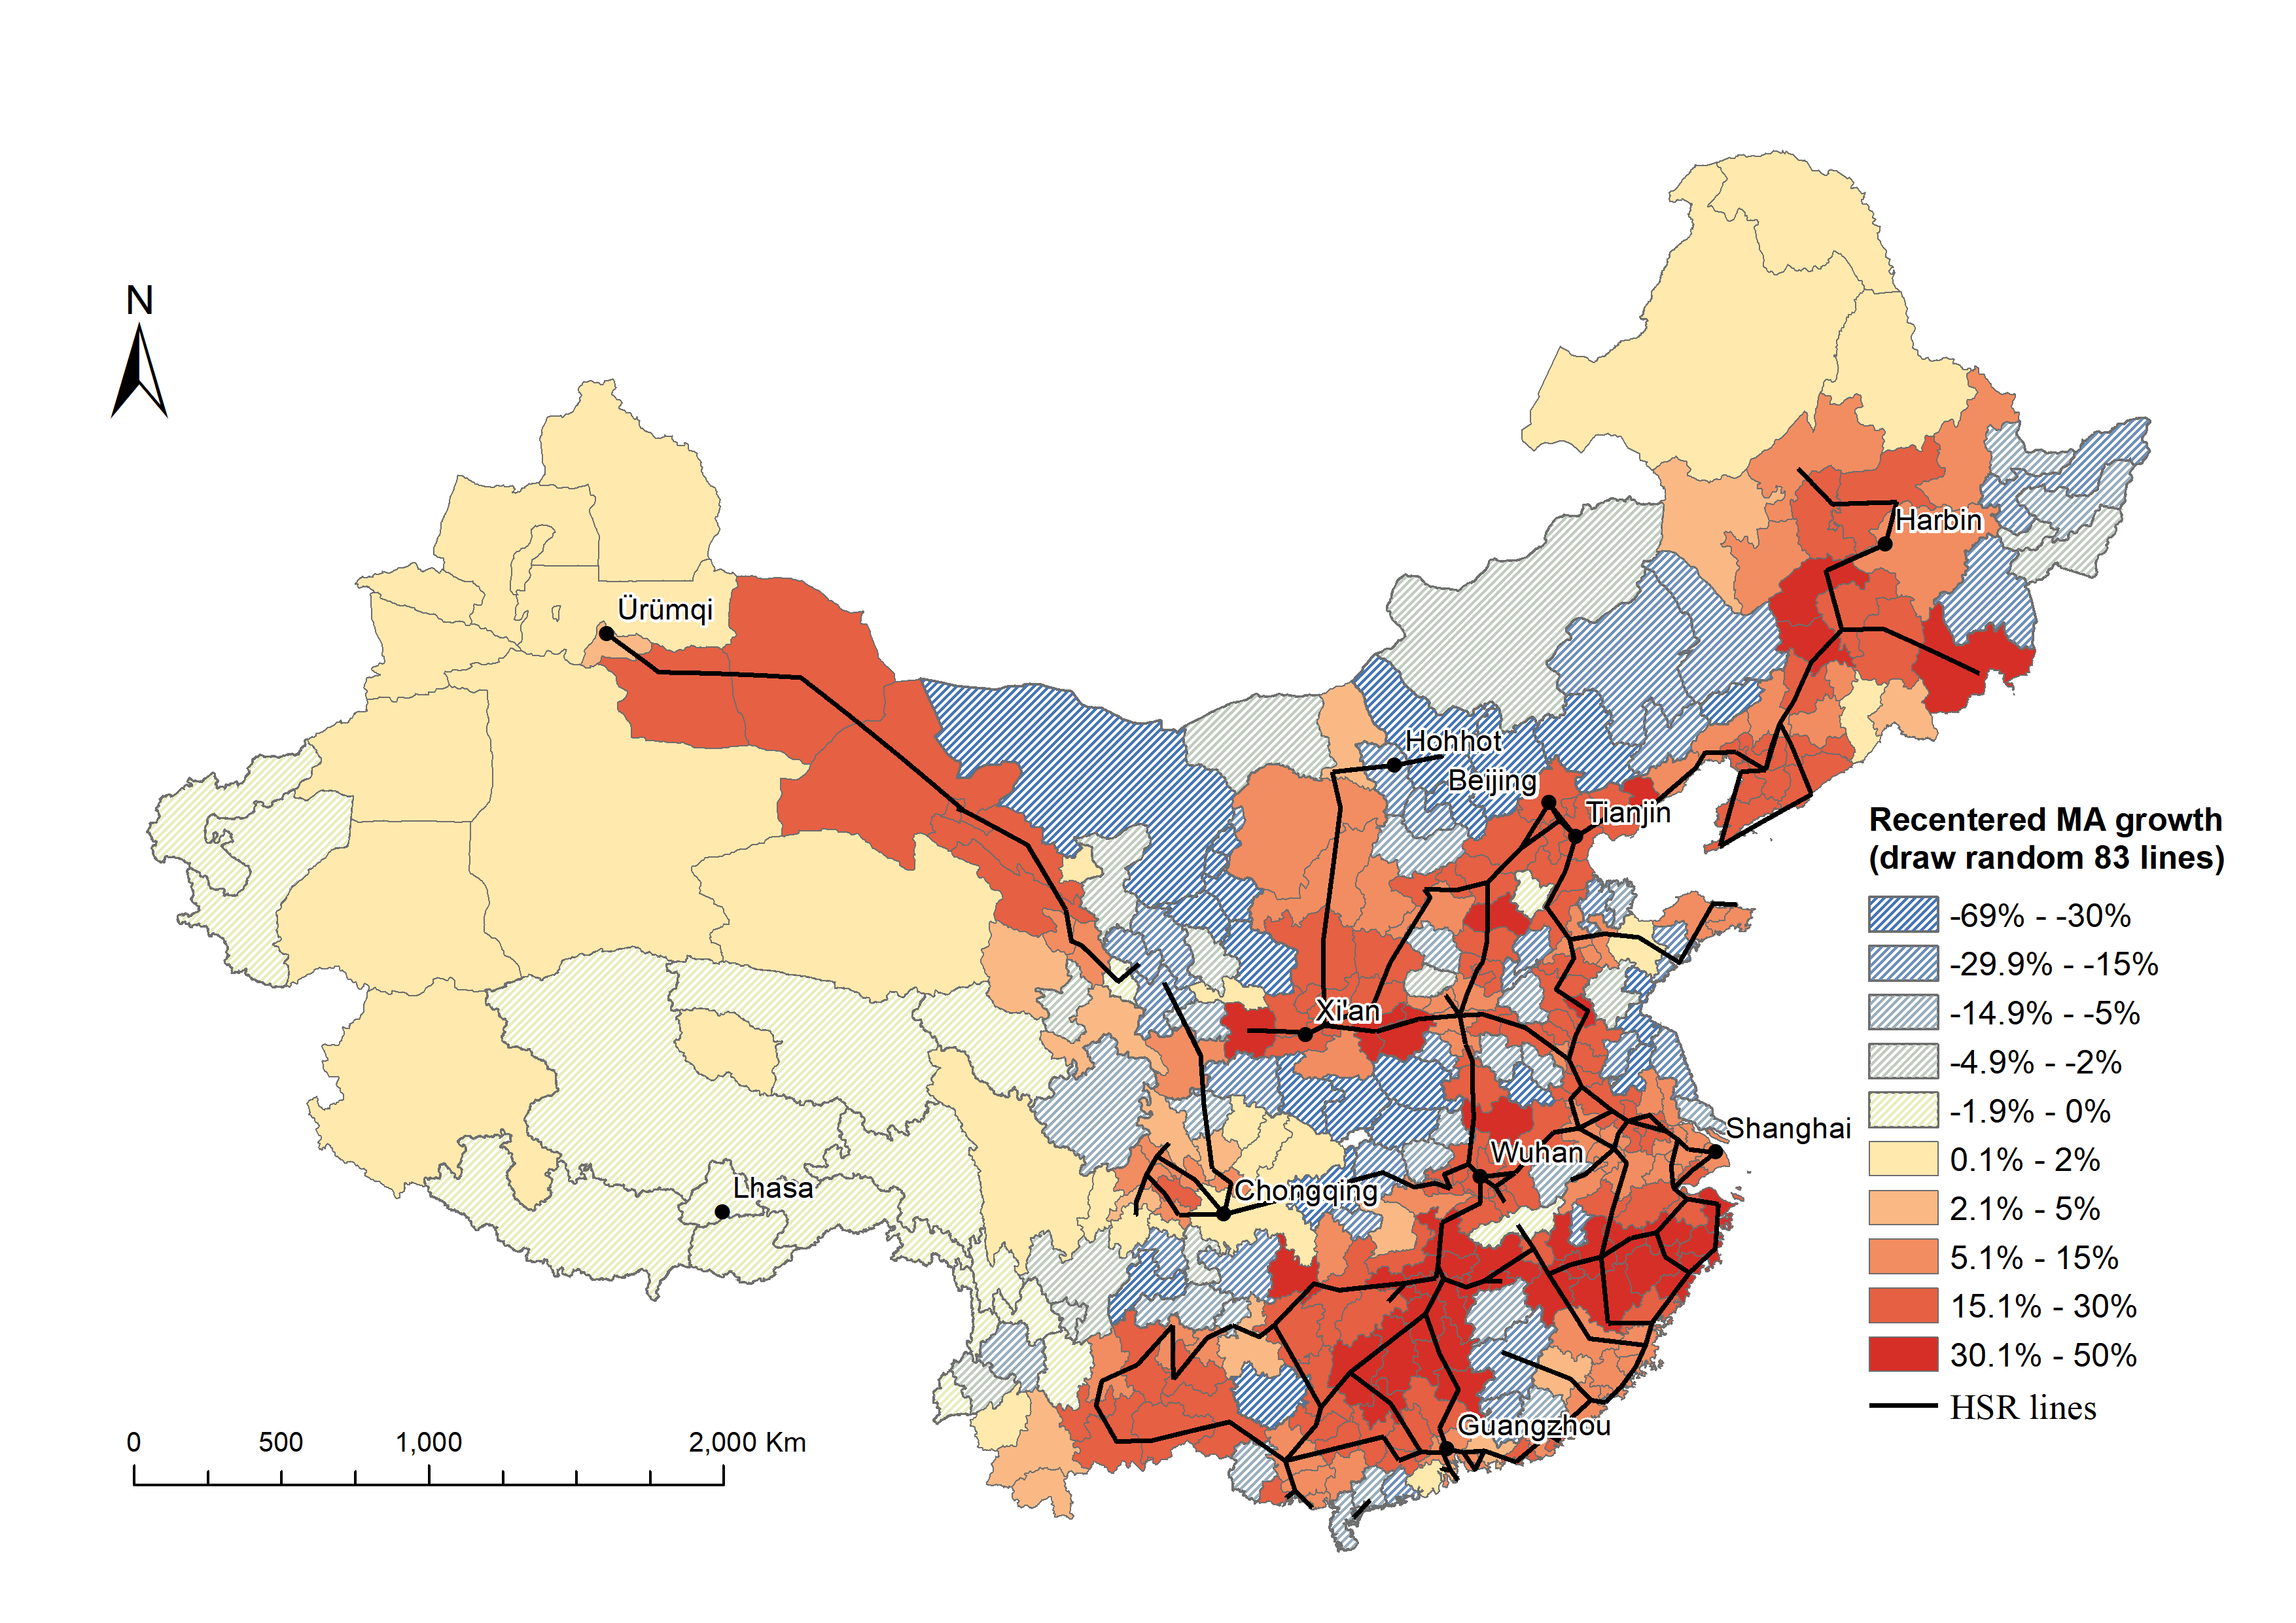 N
Harbin
Ürümqi
Hohhot
Beijing
Tianjin
Recentered MA growth
(draw random 83 lines)
-69% - -30%
-29.9% - -15%
-14.9% - -5%
-4.9% - -2%
-1.9% - 0%
0.1% - 2%
2.1% - 5%
5.1% - 15%
15.1% - 30%
30.1% - 50%
HSR lines
Xi'an
Shanghai
Wuhan
Lhasa
Chongqing
Guangzhou
0 500 1,000 2,000 Km